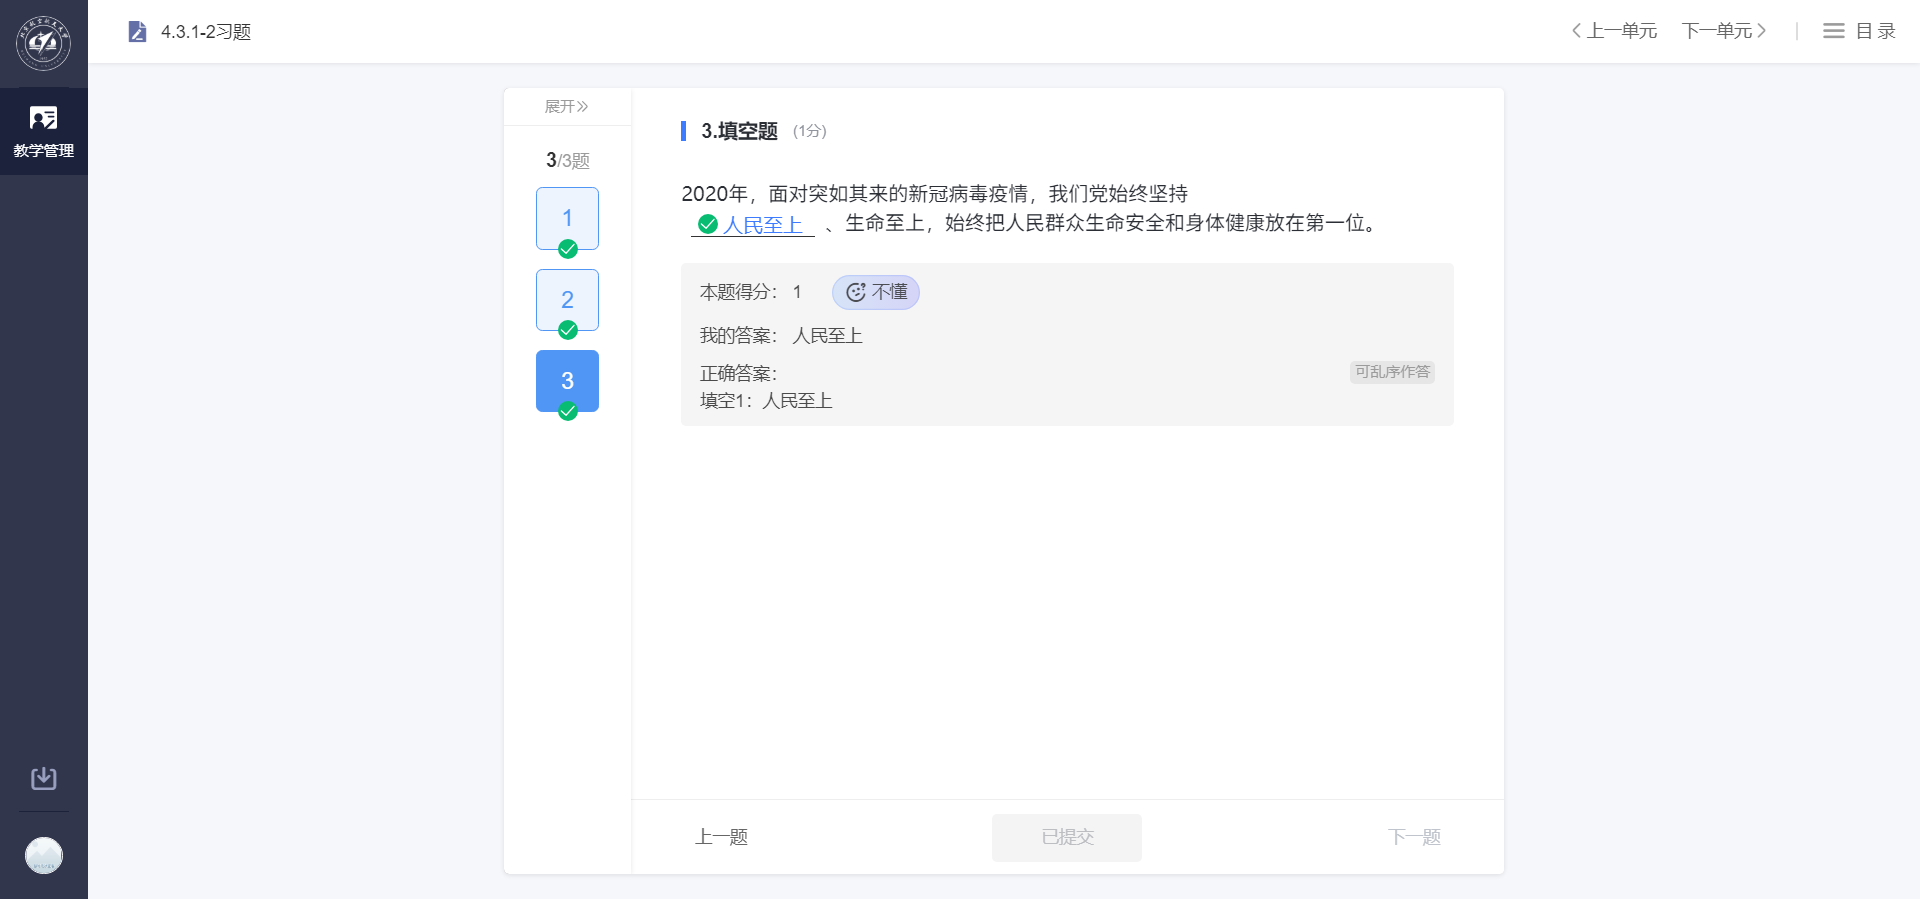 4.3.1-2习题
上一单元 下一单元 目录
教学管理
展开
3/3题
1
2
3
3.填空题 (1分)
2020年，面对突如其来的新冠病毒疫情，我们党始终坚持
人民至上 、生命至上，始终把人民群众生命安全和身体健康放在第一位。
本题得分： 1 不懂
我的答案： 人民至上
正确答案： 可乱序作答
填空1：人民至上
上一题 已提交 下一题